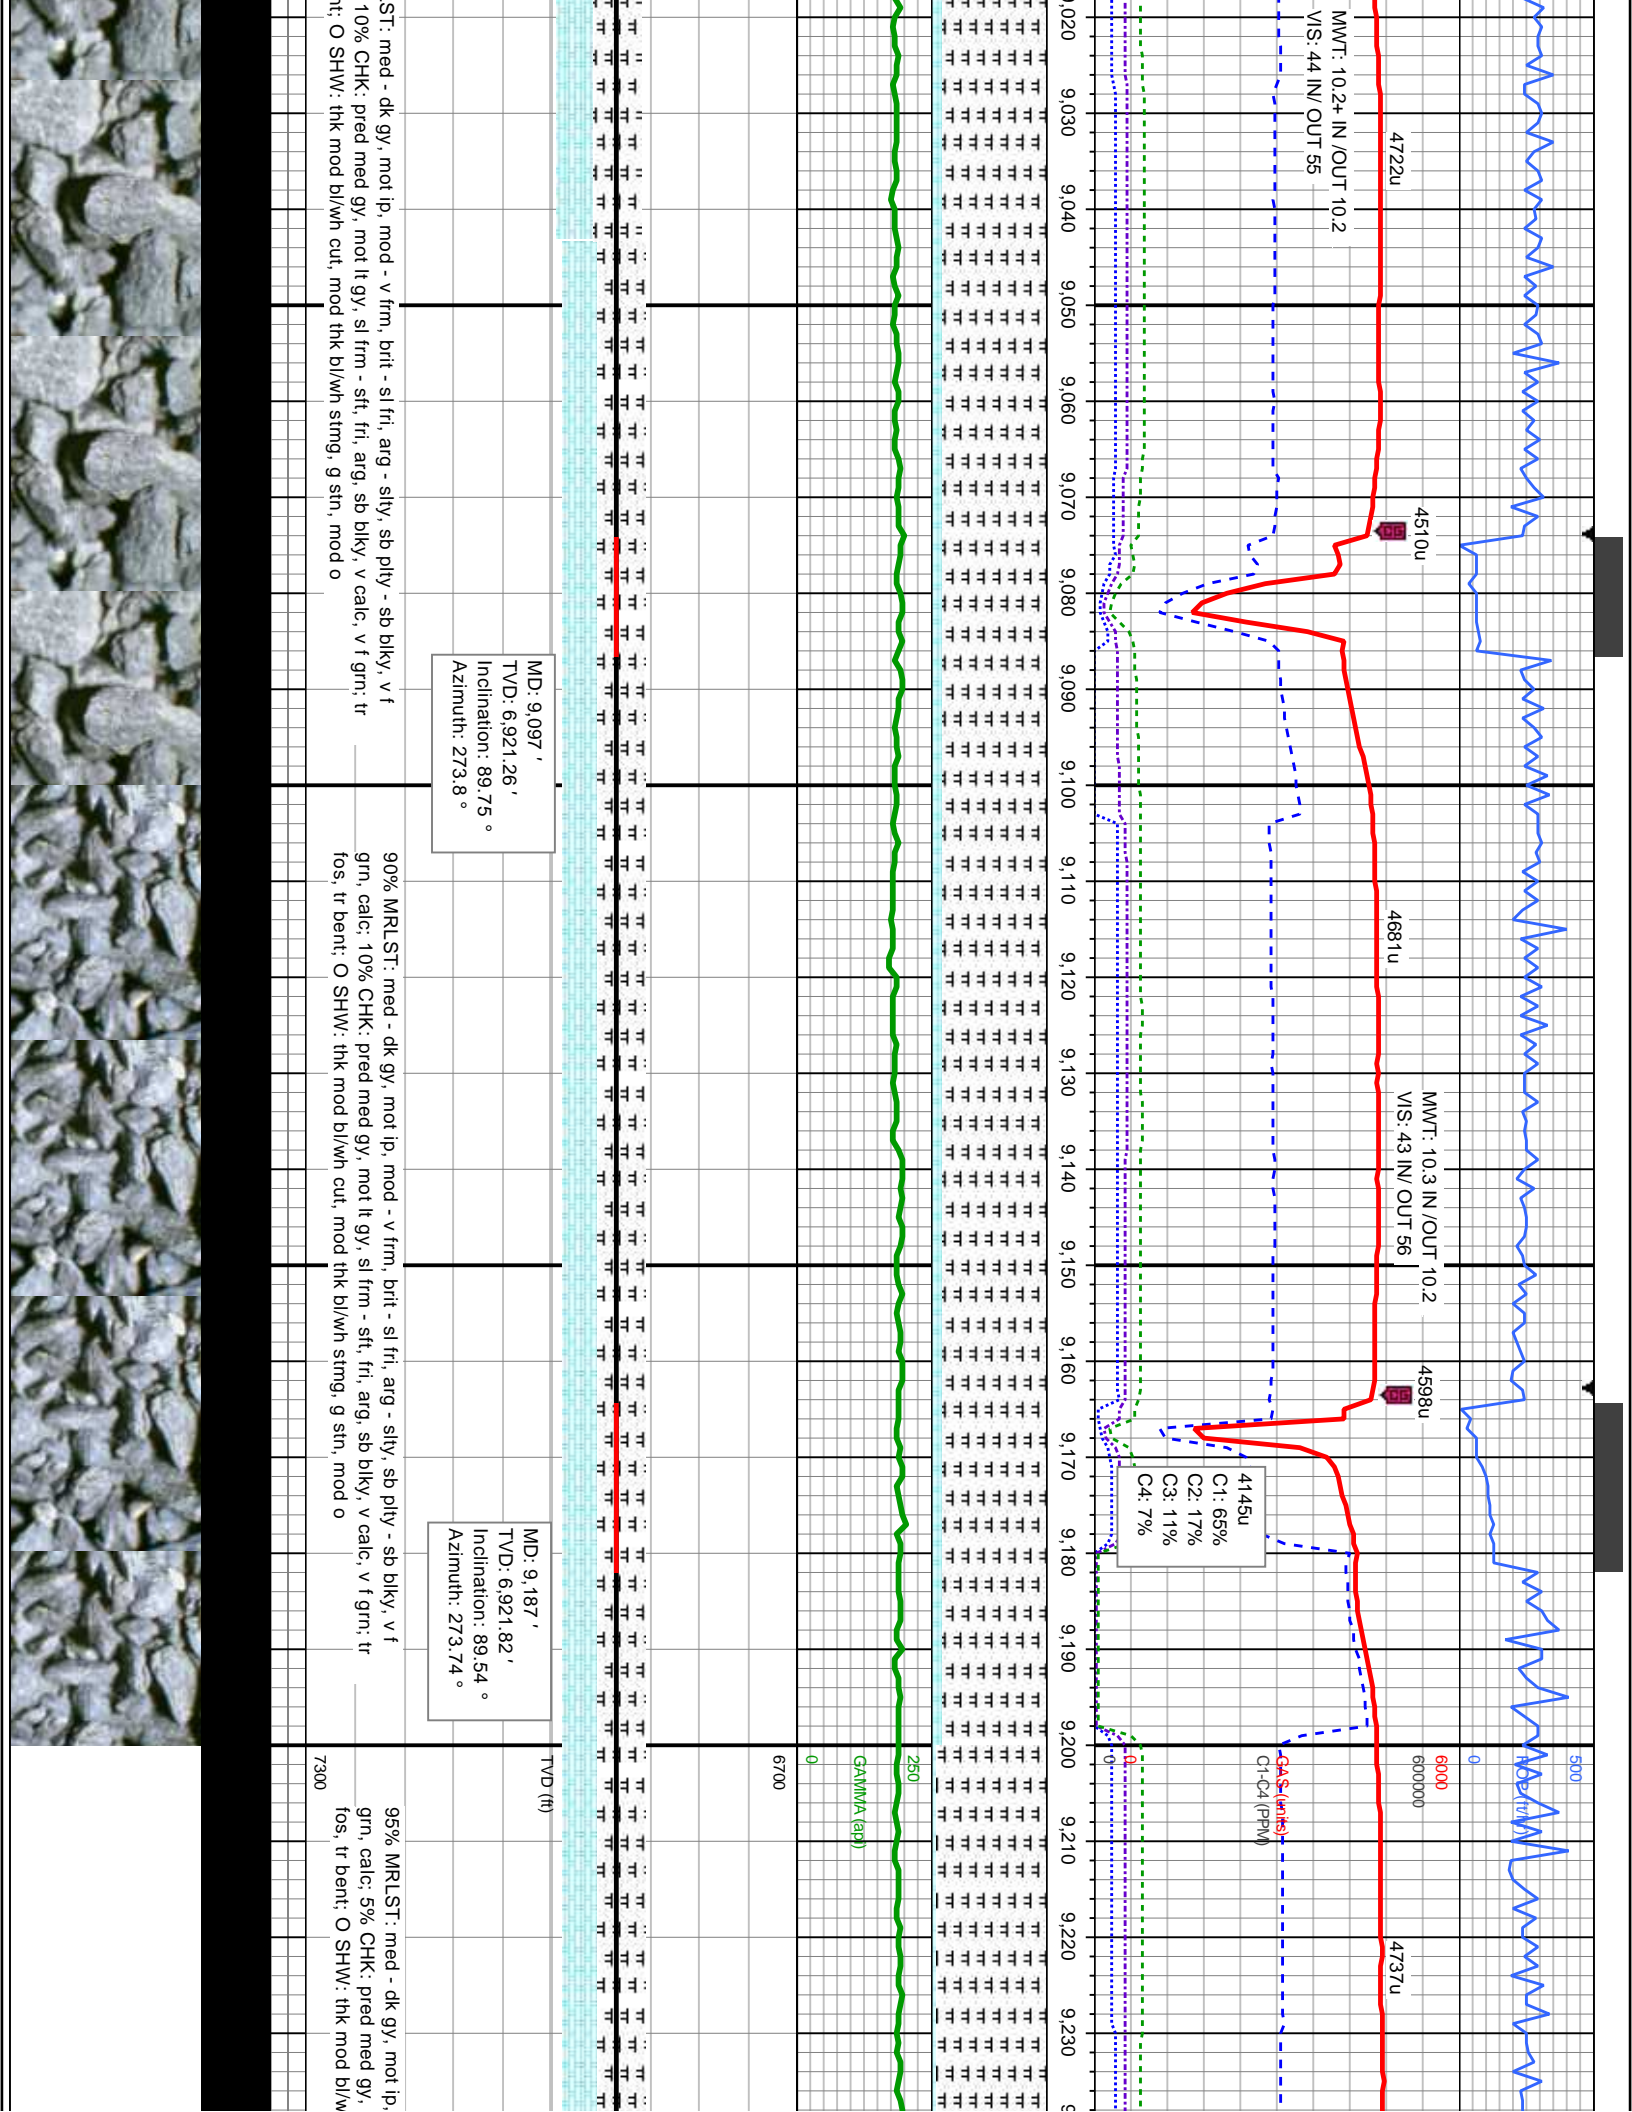 500
0
ROP (ft/hr)
MWT: 10.2+ IN /OUT 10.2
VIS: 44 IN/ OUT 55
4722u
4510u
4681u
MWT: 10.3 IN /OUT 10.2
VIS: 43 IN/ OUT 56
4598u
4145u
C1: 65%
C2: 17%
C3: 11%
C4: 7%
4737u
6000
600000
GAS (units)
C1-C4 (PPM)
0
0
9,020
9,030
9,040
9,050
9,060
9,070
9,080
9,090
9,100
9,110
9,120
9,130
9,140
9,150
9,160
9,170
9,180
9,190
9,200
9,210
9,220
9,230
250
GAMMA (api)
0
6700
TVD (ft)
7300
MD: 9,097 '
TVD: 6,921.26 '
Inclination: 89.75 °
Azimuth: 273.8 °
MD: 9,187 '
TVD: 6,921.82 '
Inclination: 89.54 °
Azimuth: 273.74 °
ST: med - dk gy, mot ip, mod - v frm, brit - sl fri, arg - slty, sb plty - sb blky, v f
10% CHK: pred med gy, mot lt gy, sl frm - sft, fri, arg, sb blky, v calc, v f grn; tr
nt; O SHW: thk mod bl/wh cut, mod thk bl/wh stmg, g stn, mod o
90% MRLST: med - dk gy, mot ip, mod - v frm, brit - sl fri, arg - slty, sb plty - sb blky, v f
grn, calc; 10% CHK: pred med gy, mot lt gy, sl frm - sft, fri, arg, sb blky, v calc, v f grn; tr
fos, tr bent; O SHW: thk mod bl/wh cut, mod thk bl/wh stmg, g stn, mod o
95% MRLST: med - dk gy, mot ip,
grn, calc; 5% CHK: pred med gy,
fos, tr bent; O SHW: thk mod bl/w